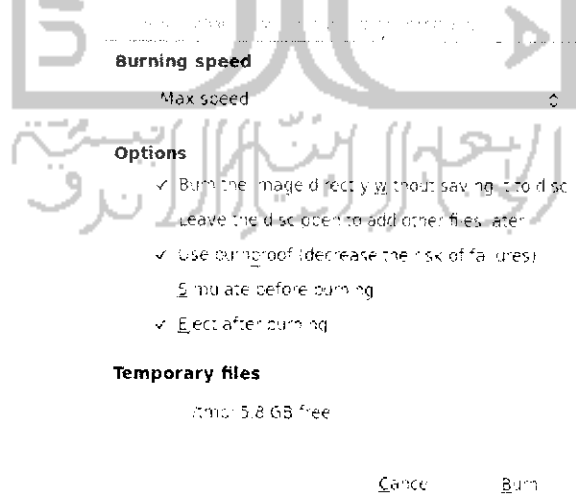 Burning speed
Max speed
Options
Burn the image directly without saving it to disc
Leave the disc open to add other files later
Use burnproof (decrease the risk of failures)
Simulate before burning
Eject after burning
Temporary files
/tmp: 5.8 GB free
Cancel
Burn